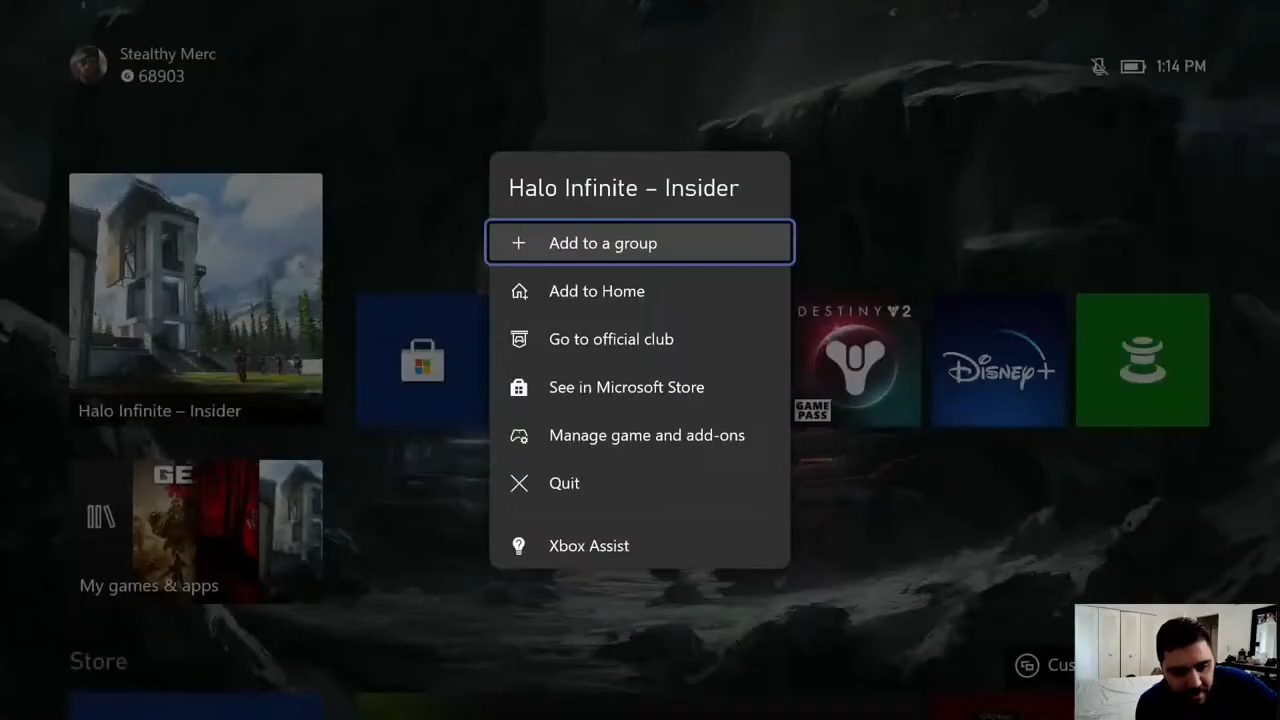 Stealthy Merc
G 68903
1:14 PM
Halo Infinite – Insider
Add to a group
Add to Home
Go to official club
See in Microsoft Store
Manage game and add-ons
Quit
Xbox Assist
Halo Infinite – Insider
DESTINY 2
GAME
PASS
Disney+
GE
My games & apps
Store